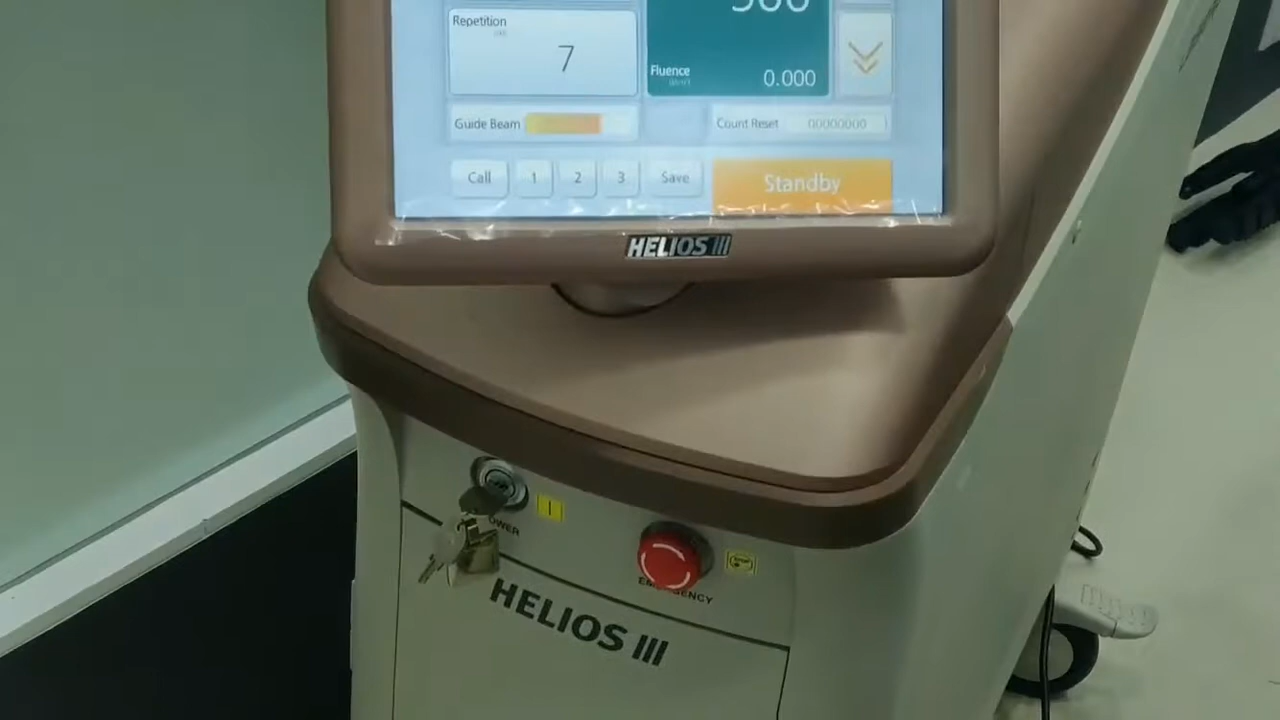 Repetition
7
Fluence
0.000
Guide Beam
Count Reset
00000000
Call
1
2
3
Save
Standby
HELIOS III
I
EMERGENCY
HELIOS III